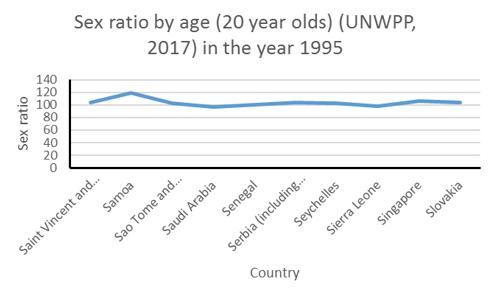 Sex ratio by age (20 year olds) (UNWPP,
2017) in the year 1995
140
120
100
80
60
40
20
0
Sex ratio
Saint Vincent and...
Samoa
Sao Tome and...
Saudi Arabia
Senegal
Serbia (including...
Seychelles
Sierra Leone
Singapore
Slovakia
Country